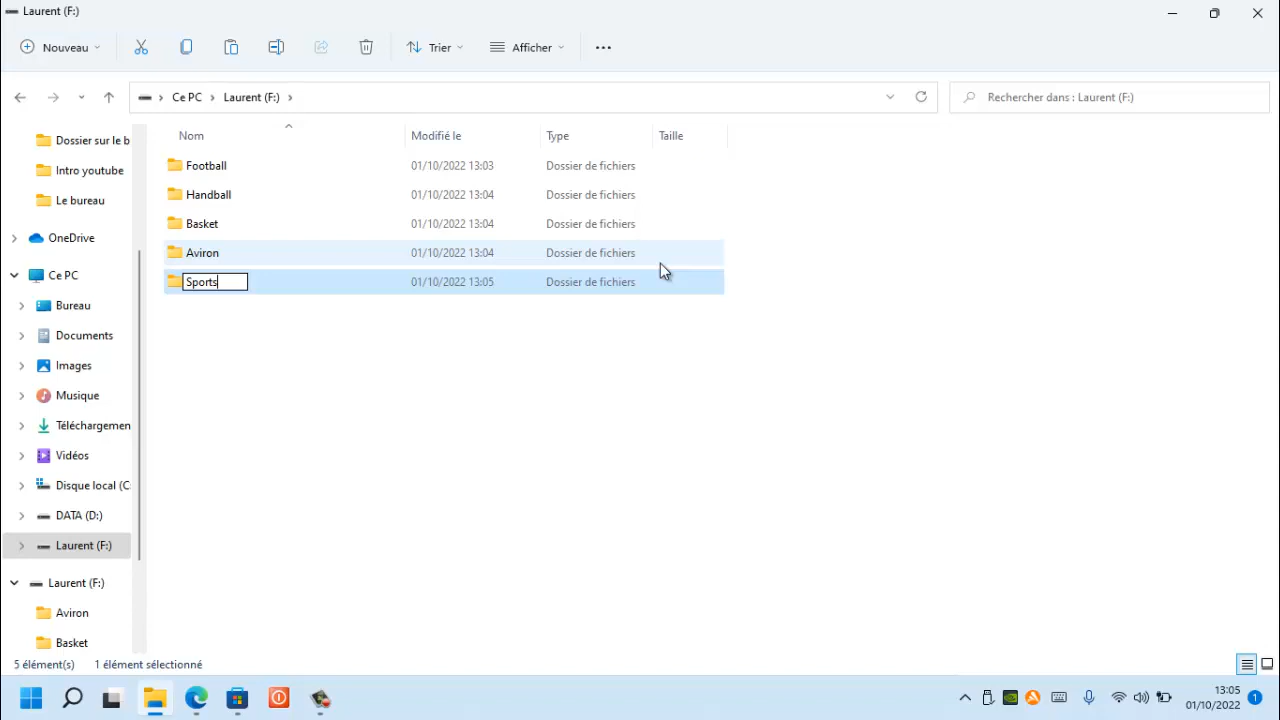 Laurent (F:)
Nouveau
Trier
Afficher
Ce PC
Laurent (F:)
Rechercher dans : Laurent (F:)
Nom
Modifié le
Type
Taille
Football
01/10/2022 13:03
Dossier de fichiers
Handball
01/10/2022 13:04
Dossier de fichiers
Basket
01/10/2022 13:04
Dossier de fichiers
Aviron
01/10/2022 13:04
Dossier de fichiers
Sports
01/10/2022 13:05
Dossier de fichiers
Dossier sur le b
Intro youtube
Le bureau
OneDrive
Ce PC
Bureau
Documents
Images
Musique
Téléchargemen
Vidéos
Disque local (C
DATA (D:)
Laurent (F:)
Laurent (F:)
Aviron
Basket
5 élément(s)
1 élément sélectionné
13:05
01/10/2022
1